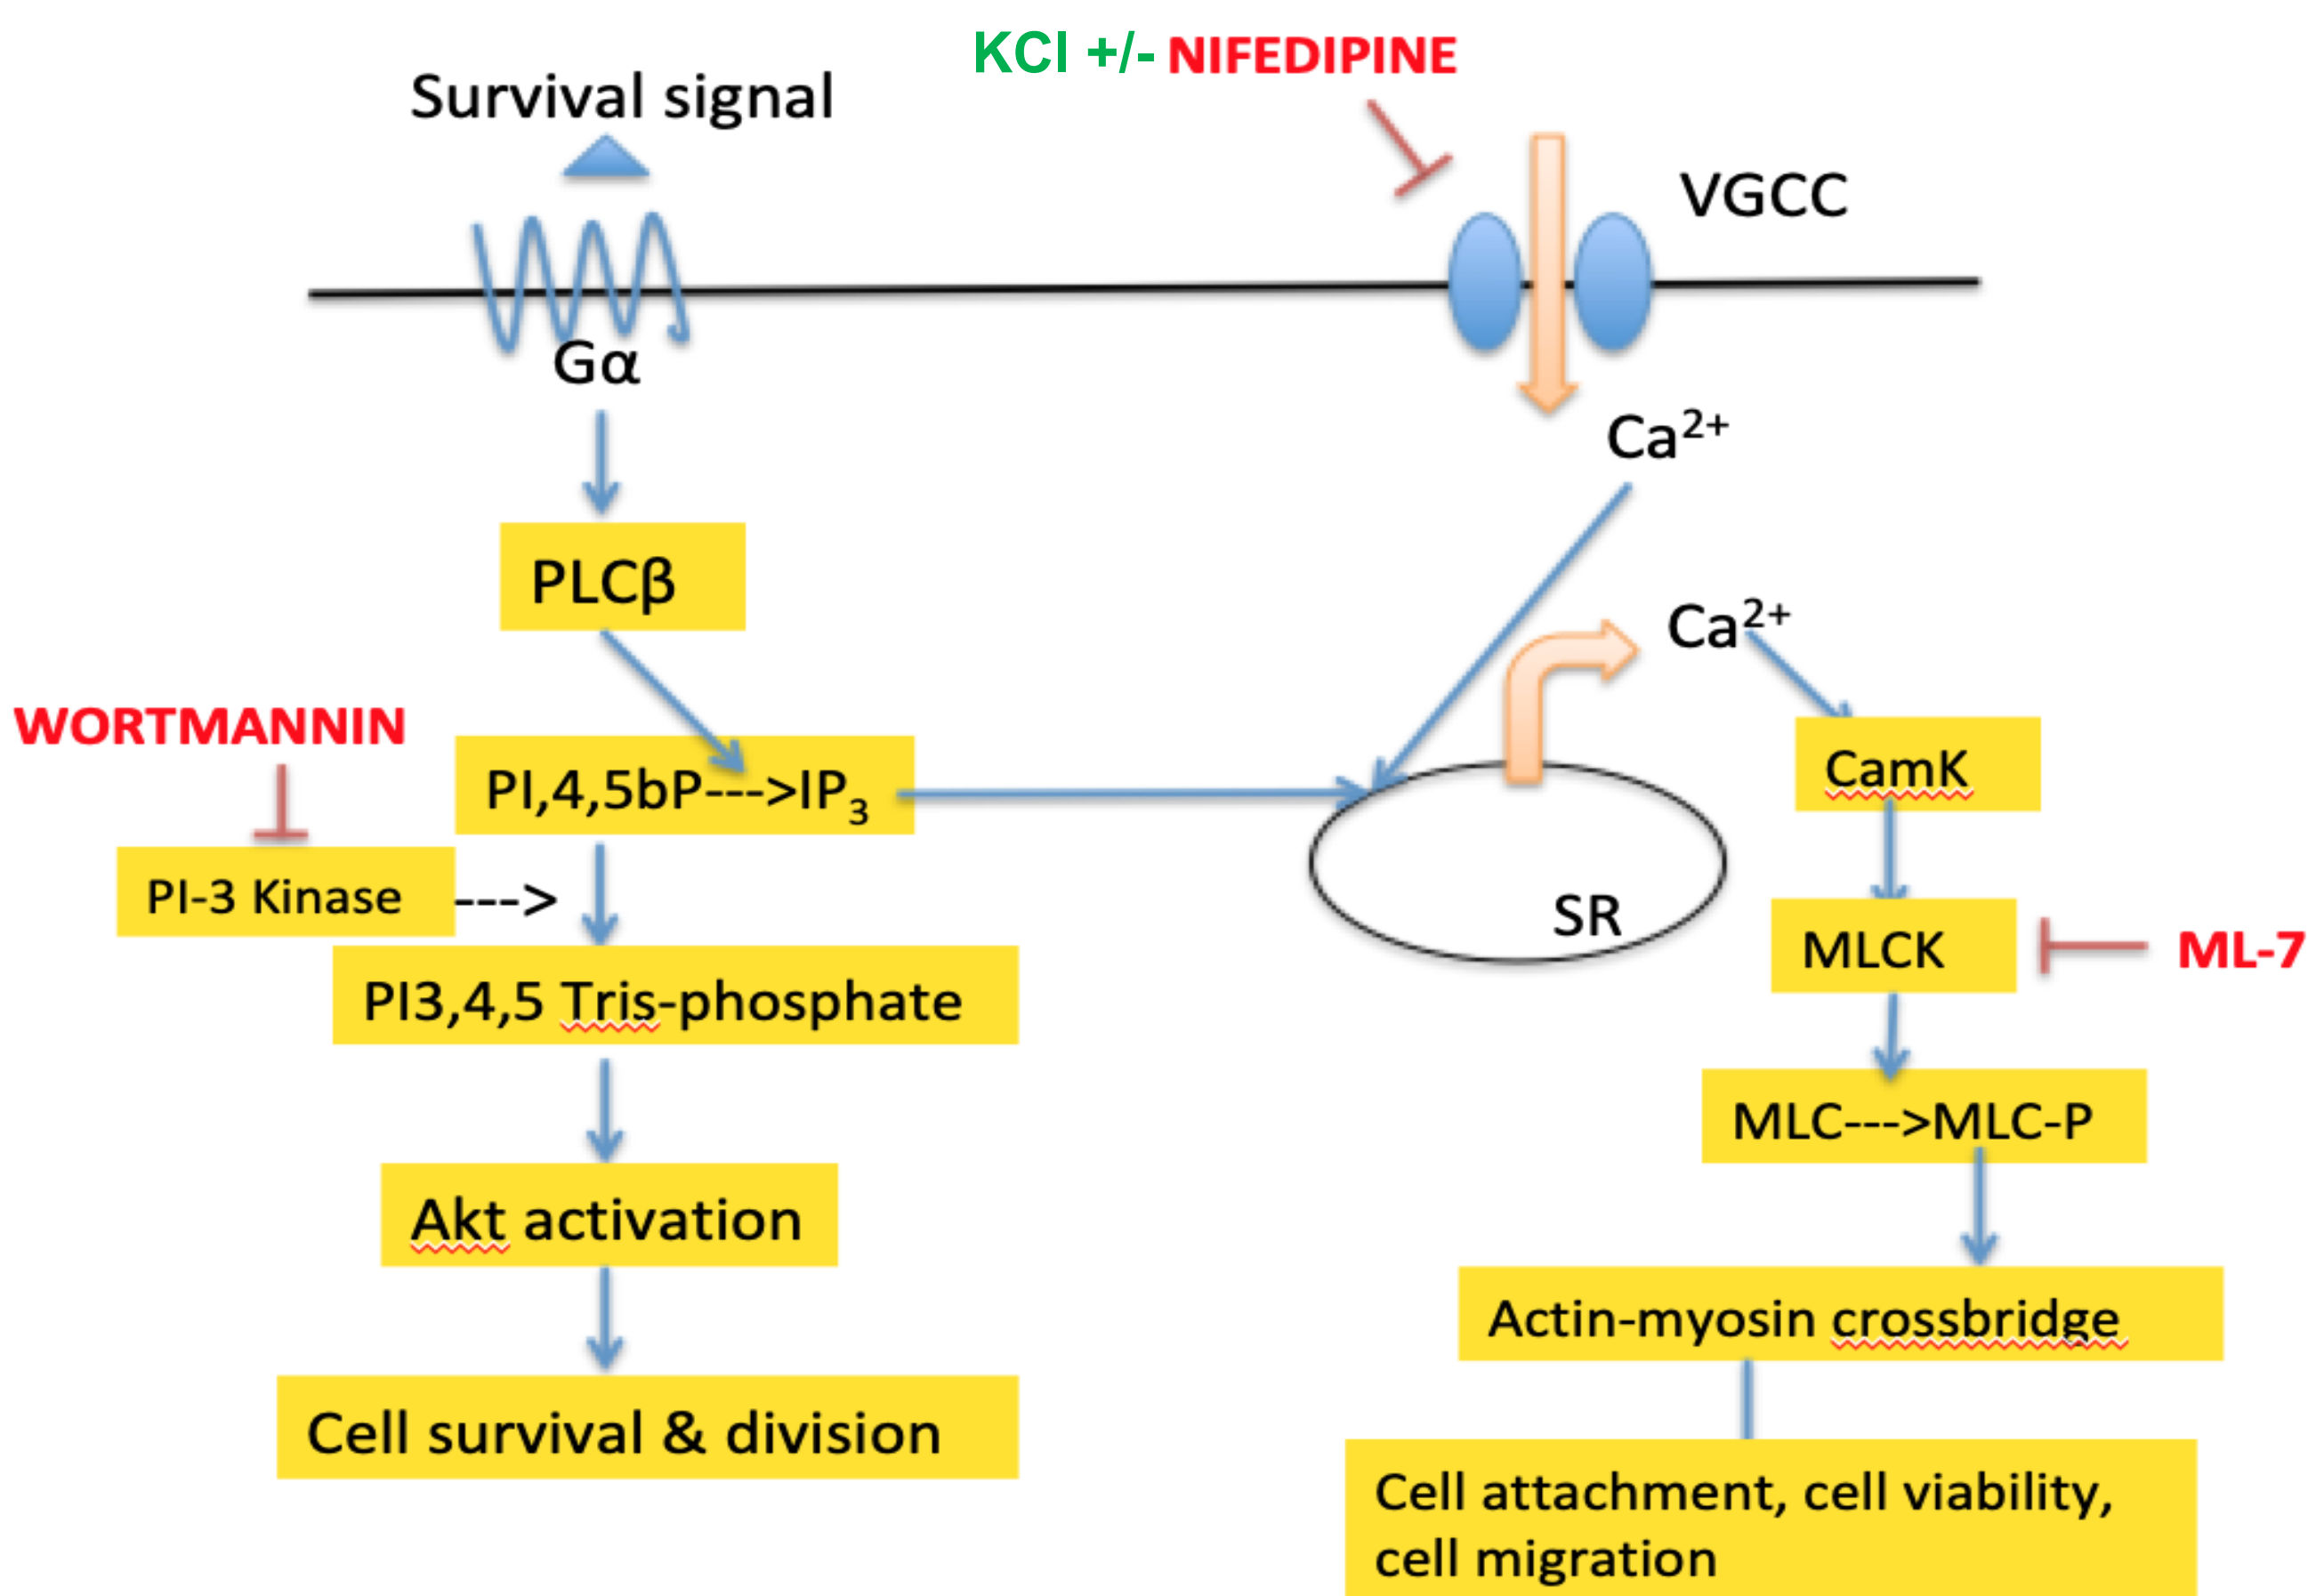 KCl +/- NIFEDIPINE
Survival signal
VGCC
Gα
Ca²⁺
PLCβ
Ca²⁺
WORTMANNIN
PI,4,5bP--->IP₃
CamK
PI-3 Kinase --->
SR
MLCK
ML-7
PI3,4,5 Tris-phosphate
MLC--->MLC-P
Akt activation
Actin-myosin crossbridge
Cell survival & division
Cell attachment, cell viability,
cell migration